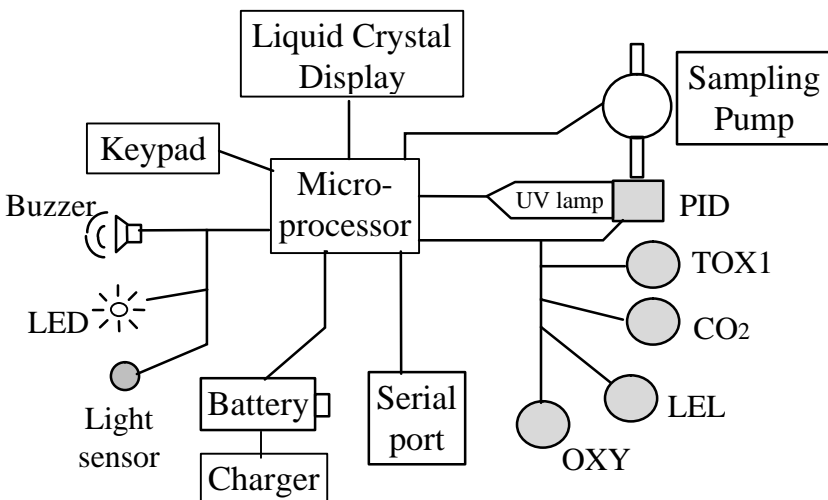 Liquid Crystal
Display
Sampling
Pump
Keypad
Micro-
processor
UV lamp
PID
Buzzer
TOX1
LED
CO2
Light
sensor
Battery
Serial
port
LEL
OXY
Charger